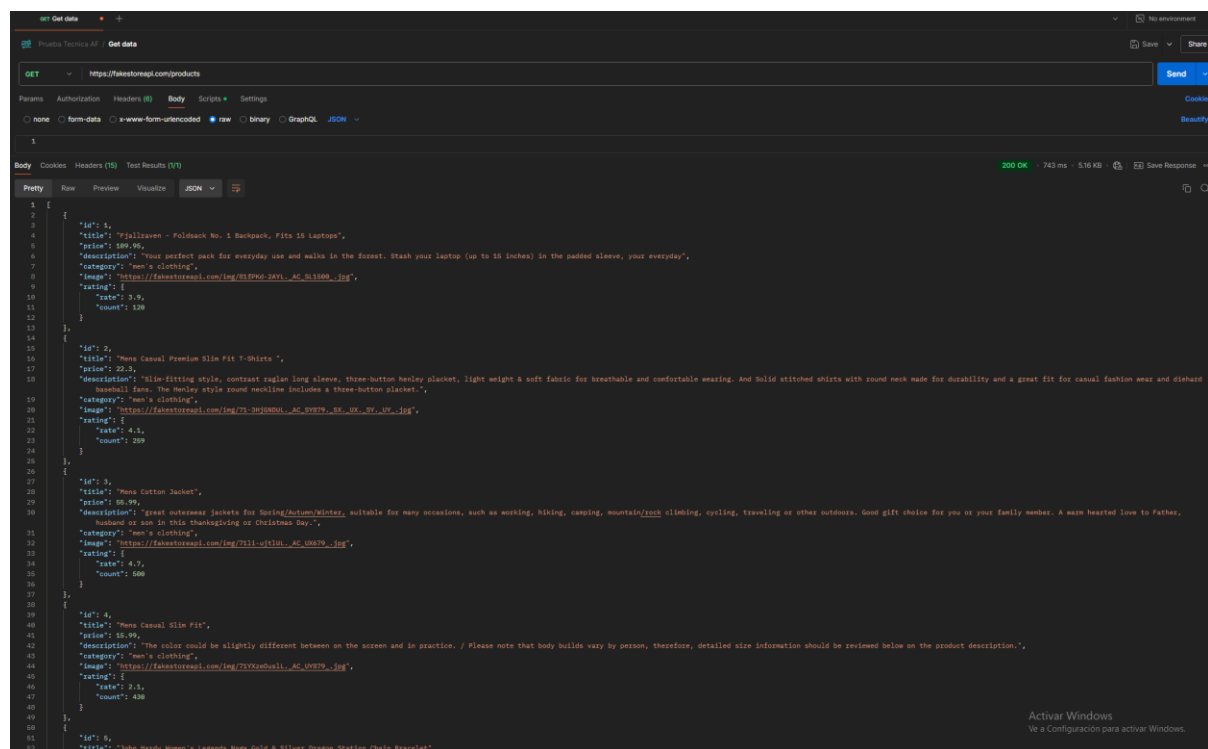 GET Get data
No environment
Prueba Tecnica AF / Get data
Save
Share
GET
https://fakestoreapi.com/products
Send
Params Authorization Headers (6) Body Scripts Settings
Cookie
none form-data x-www-form-urlencoded raw binary GraphQL JSON
Beautify
1
Body Cookies Headers (15) Test Results (1/1)
200 OK · 743 ms · 5.16 KB · Save Response
Pretty Raw Preview Visualize JSON
1 [
2 {
3 "id": 1,
4 "title": "Fjallraven - Foldsack No. 1 Backpack, Fits 15 Laptops",
5 "price": 109.95,
6 "description": "Your perfect pack for everyday use and walks in the forest. Stash your laptop (up to 15 inches) in the padded sleeve, your everyday",
7 "category": "men's clothing",
8 "image": "https://fakestoreapi.com/img/81fPKd-2AYL._AC_SL1500_.jpg",
9 "rating": {
10 "rate": 3.9,
11 "count": 120
12 }
13 },
14 {
15 "id": 2,
16 "title": "Mens Casual Premium Slim Fit T-Shirts ",
17 "price": 22.3,
18 "description": "Slim-fitting style, contrast raglan long sleeve, three-button henley placket, light weight & soft fabric for breathable and comfortable wearing. And Solid stitched shirts with round neck made for durability and a great fit for casual fashion wear and diehard
baseball fans. The Henley style round neckline includes a three-button placket.",
19 "category": "men's clothing",
20 "image": "https://fakestoreapi.com/img/71-3HjGNDUL._AC_SY879._SX._UX._SY._UY_.jpg",
21 "rating": {
22 "rate": 4.1,
23 "count": 259
24 }
25 },
26 {
27 "id": 3,
28 "title": "Mens Cotton Jacket",
29 "price": 55.99,
30 "description": "great outerwear jackets for Spring/Autumn/Winter, suitable for many occasions, such as working, hiking, camping, mountain/rock climbing, cycling, traveling or other outdoors. Good gift choice for you or your family member. A warm hearted love to Father,
husband or son in this thanksgiving or Christmas Day.",
31 "category": "men's clothing",
32 "image": "https://fakestoreapi.com/img/71li-ujtlUL._AC_UX679_.jpg",
33 "rating": {
34 "rate": 4.7,
35 "count": 500
36 }
37 },
38 {
39 "id": 4,
40 "title": "Mens Casual Slim Fit",
41 "price": 15.99,
42 "description": "The color could be slightly different between on the screen and in practice. / Please note that body builds vary by person, therefore, detailed size information should be reviewed below on the product description.",
43 "category": "men's clothing",
44 "image": "https://fakestoreapi.com/img/71YXzeOuslL._AC_UY879_.jpg",
45 "rating": {
46 "rate": 2.1,
47 "count": 430
48 }
49 },
50 {
51 "id": 5,
52 "title": "John Hardy Women's Legends Naga Gold & Silver Dragon Station Chain Bracelet"
Activar Windows
Ve a Configuración para activar Windows.